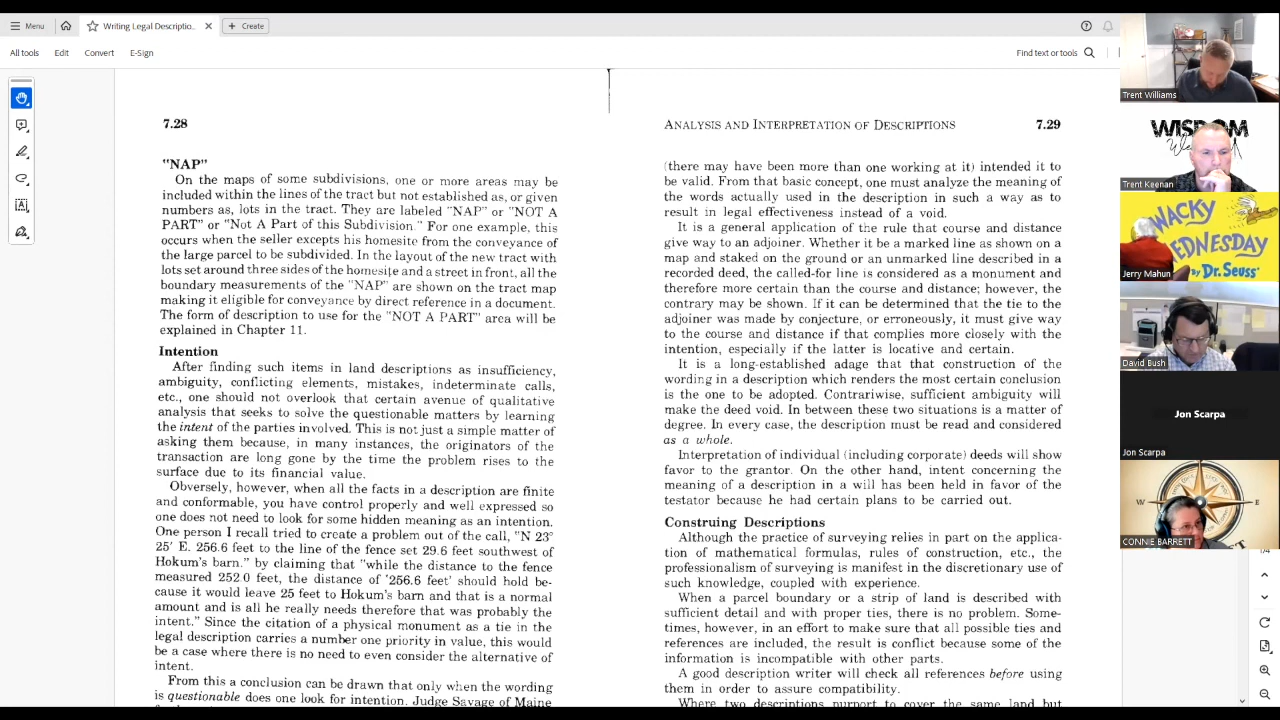 Menu
Writing Legal Descriptio...
Create
All tools
Edit
Convert
E-Sign
Find text or tools
7.28
"NAP"
On the maps of some subdivisions, one or more areas may be
included within the lines of the tract but not established as, or given
numbers as, lots in the tract. They are labeled "NAP" or "NOT A
PART" or "Not A Part of this Subdivision." For one example, this
occurs when the seller excepts his homesite from the conveyance of
the large parcel to be subdivided. In the layout of the new tract with
lots set around three sides of the homesite and a street in front, all the
boundary measurements of the "NAP" are shown on the tract map
making it eligible for conveyance by direct reference in a document.
The form of description to use for the "NOT A PART" area will be
explained in Chapter 11.
Intention
After finding such items in land descriptions as insufficiency,
ambiguity, conflicting elements, mistakes, indeterminate calls,
etc., one should not overlook that certain avenue of qualitative
analysis that seeks to solve the questionable matters by learning
the intent of the parties involved. This is not just a simple matter of
asking them because, in many instances, the originators of the
transaction are long gone by the time the problem rises to the
surface due to its financial value.
Obversely, however, when all the facts in a description are finite
and conformable, you have control properly and well expressed so
one does not need to look for some hidden meaning as an intention.
One person I recall tried to create a problem out of the call, "N 23°
25' E. 256.6 feet to the line of the fence set 29.6 feet southwest of
Hokum's barn." by claiming that "while the distance to the fence
measured 252.0 feet, the distance of '256.6 feet' should hold be-
cause it would leave 25 feet to Hokum's barn and that is a normal
amount and is all he really needs therefore that was probably the
intent." Since the citation of a physical monument as a tie in the
legal description carries a number one priority in value, this would
be a case where there is no need to even consider the alternative of
intent.
From this a conclusion can be drawn that only when the wording
is questionable does one look for intention. Judge Savage of Maine
ANALYSIS AND INTERPRETATION OF DESCRIPTIONS 7.29
(there may have been more than one working at it) intended it to
be valid. From that basic concept, one must analyze the meaning of
the words actually used in the description in such a way as to
result in legal effectiveness instead of a void.
It is a general application of the rule that course and distance
give way to an adjoiner. Whether it be a marked line as shown on a
map and staked on the ground or an unmarked line described in a
recorded deed, the called-for line is considered as a monument and
therefore more certain than the course and distance; however, the
contrary may be shown. If it can be determined that the tie to the
adjoiner was made by conjecture, or erroneously, it must give way
to the course and distance if that complies more closely with the
intention, especially if the latter is locative and certain.
It is a long-established adage that that construction of the
wording in a description which renders the most certain conclusion
is the one to be adopted. Contrariwise, sufficient ambiguity will
make the deed void. In between these two situations is a matter of
degree. In every case, the description must be read and considered
as a whole.
Interpretation of individual (including corporate) deeds will show
favor to the grantor. On the other hand, intent concerning the
meaning of a description in a will has been held in favor of the
testator because he had certain plans to be carried out.
Construing Descriptions
Although the practice of surveying relies in part on the applica-
tion of mathematical formulas, rules of construction, etc., the
professionalism of surveying is manifest in the discretionary use of
such knowledge, coupled with experience.
When a parcel boundary or a strip of land is described with
sufficient detail and with proper ties, there is no problem. Some-
times, however, in an effort to make sure that all possible ties and
references are included, the result is conflict because some of the
information is incompatible with other parts.
A good description writer will check all references before using
them in order to assure compatibility.
Where two descriptions purport to cover the same land but
Trent Williams
WISDOM
Trent Keenan
WACKY
WEDNESDAY
by Dr. Seuss
Jerry Mahun
David Bush
Jon Scarpa
Jon Scarpa
W
E
CONNIE BARRETT